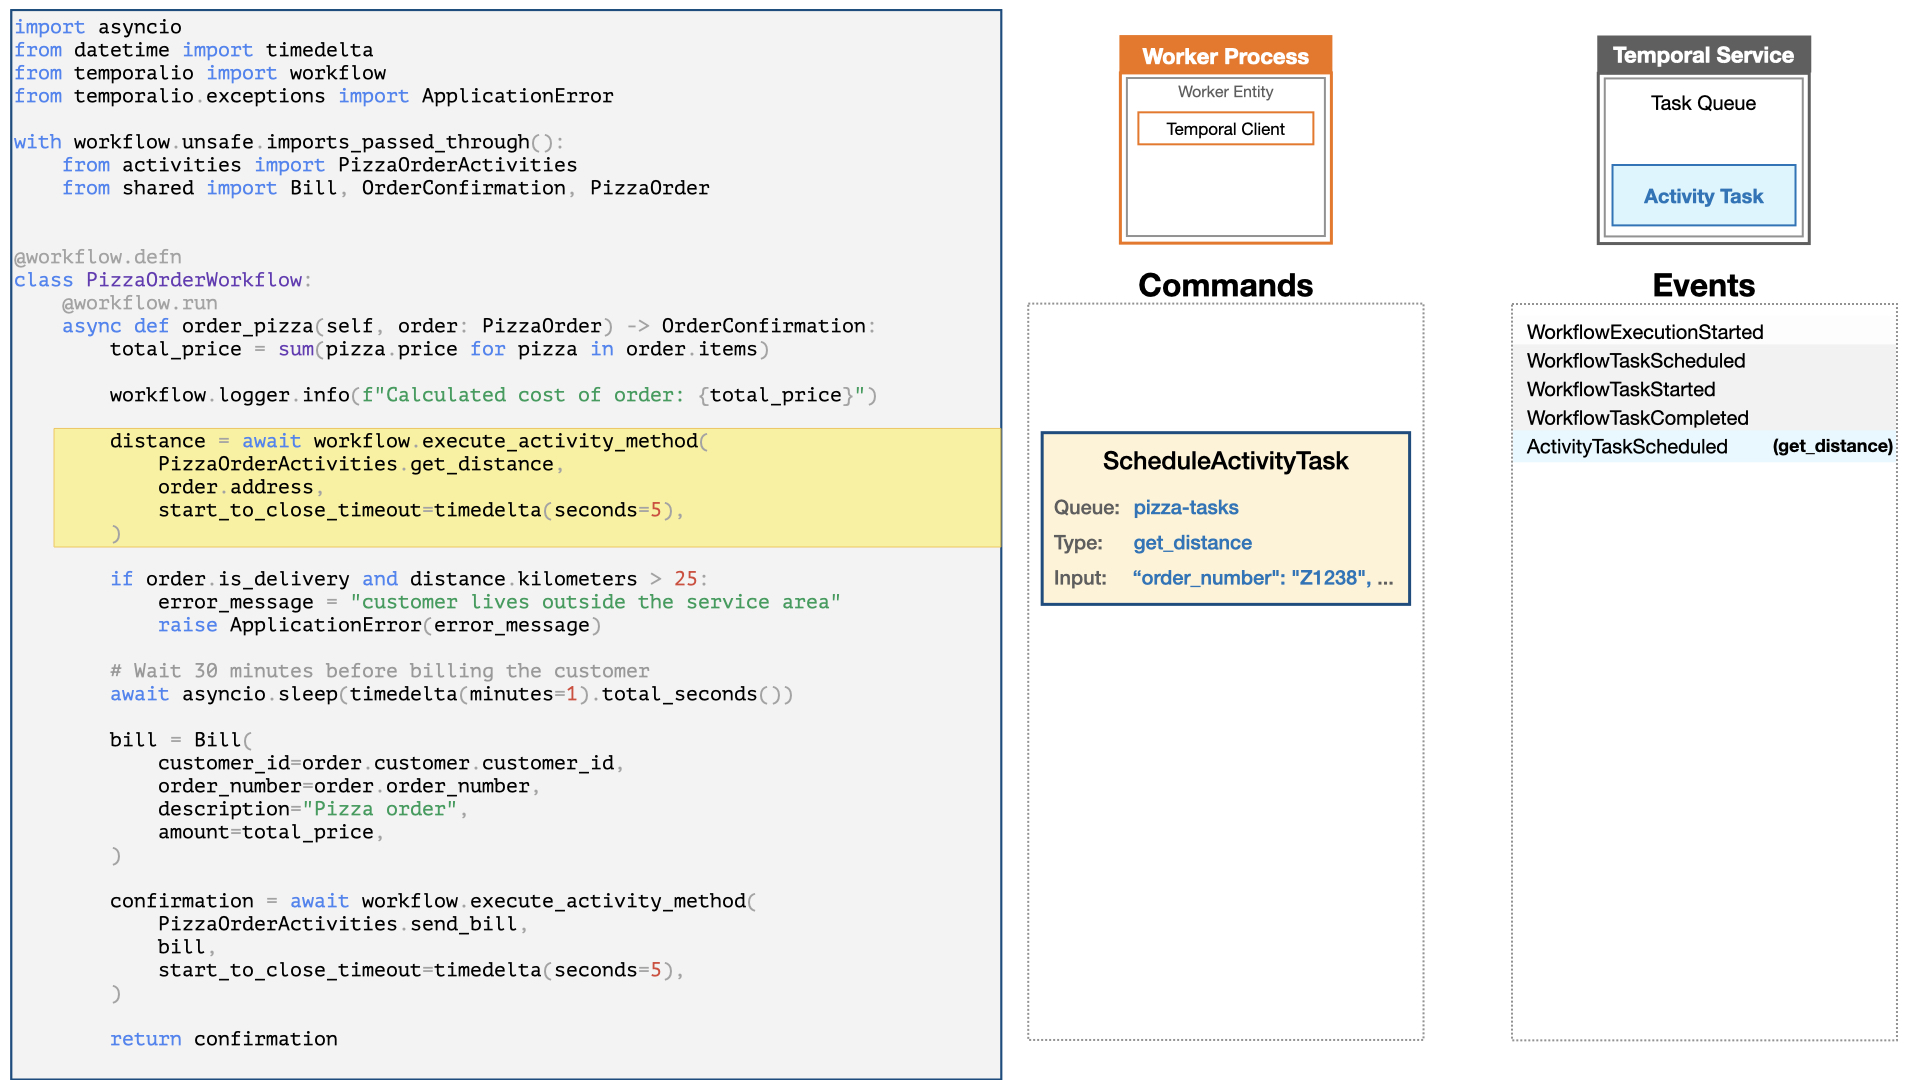 import asyncio
from datetime import timedelta
from temporalio import workflow
from temporalio.exceptions import ApplicationError

with workflow.unsafe.imports_passed_through():
    from activities import PizzaOrderActivities
    from shared import Bill, OrderConfirmation, PizzaOrder

@workflow.defn
class PizzaOrderWorkflow:
    @workflow.run
    async def order_pizza(self, order: PizzaOrder) -> OrderConfirmation:
        total_price = sum(pizza.price for pizza in order.items)

        workflow.logger.info(f"Calculated cost of order: {total_price}")

        distance = await workflow.execute_activity_method(
            PizzaOrderActivities.get_distance,
            order.address,
            start_to_close_timeout=timedelta(seconds=5),
        )

        if order.is_delivery and distance.kilometers > 25:
            error_message = "customer lives outside the service area"
            raise ApplicationError(error_message)

        # Wait 30 minutes before billing the customer
        await asyncio.sleep(timedelta(minutes=1).total_seconds())

        bill = Bill(
            customer_id=order.customer.customer_id,
            order_number=order.order_number,
            description="Pizza order",
            amount=total_price,
        )

        confirmation = await workflow.execute_activity_method(
            PizzaOrderActivities.send_bill,
            bill,
            start_to_close_timeout=timedelta(seconds=5),
        )

        return confirmation
Worker Process
Worker Entity
Temporal Client
Commands
ScheduleActivityTask
Queue: pizza-tasks
Type: get_distance
Input: “order_number": "Z1238", ...
Temporal Service
Task Queue
Activity Task
Events
WorkflowExecutionStarted
WorkflowTaskScheduled
WorkflowTaskStarted
WorkflowTaskCompleted
ActivityTaskScheduled (get_distance)